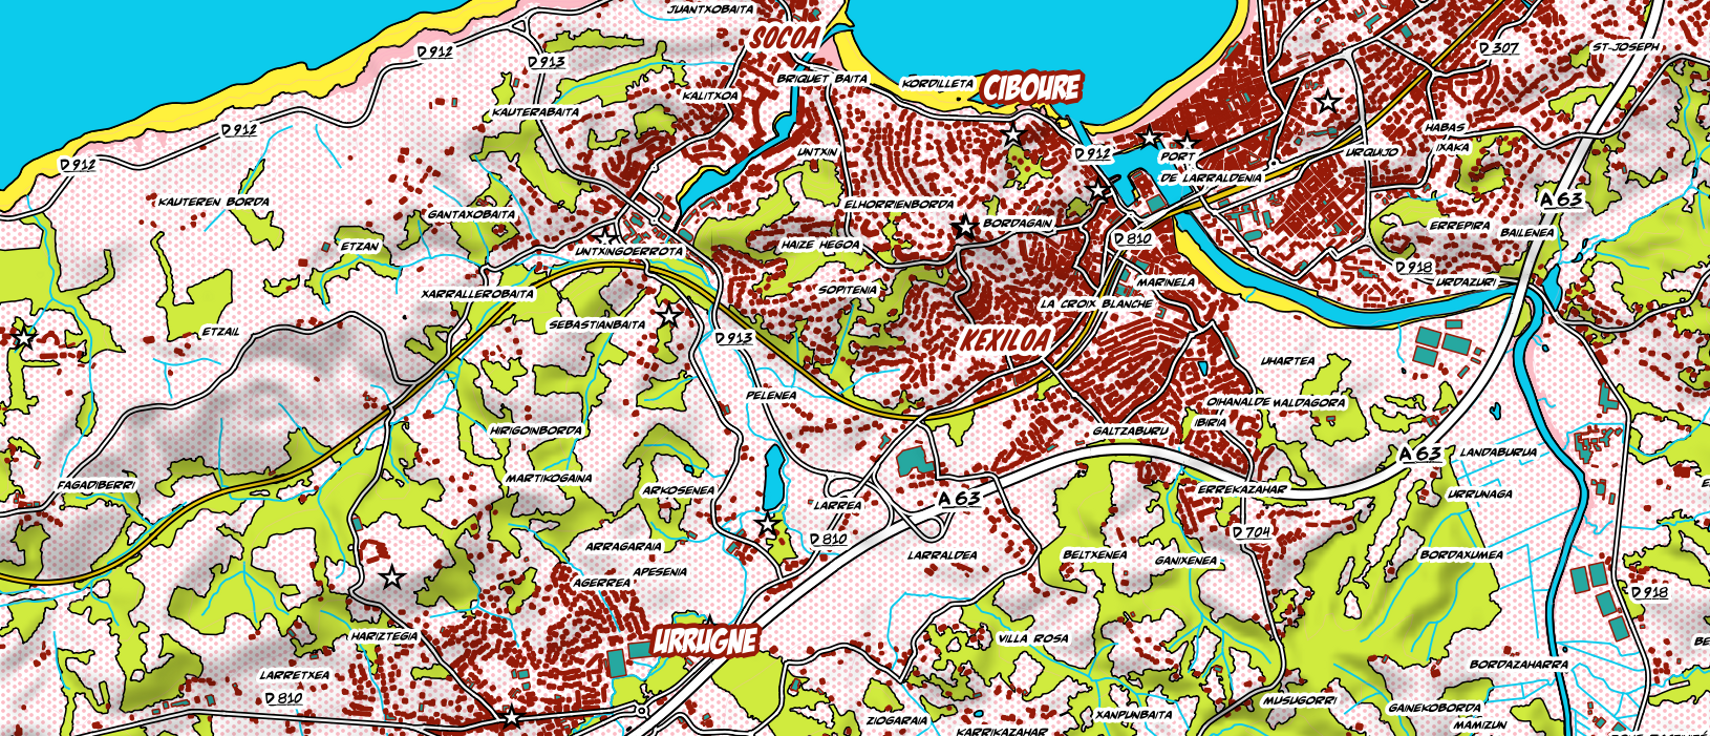 JUANTXOBAITA
SOCOA
D 912
D 913
BRIQUET BAITA
KORDILLETA
CIBOURE
D 307
ST-JOSEPH
KALITXOA
KAUTERABAITA
D 912
D 912
UNTXIN
D 912
PORT
DE LARRALDENIA
URQUIJO
HABAS
IXAKA
KAUTEREN BORDA
GANTAXOBAITA
ELHORRIENBORDA
BORDAGAIN
A 63
ERREPIRA
BAILENEA
ETZAN
UNTXINGOERROTA
HAIZE HEGOA
D 810
D 918
URDAZURI
XARRALLEROBAITA
SOPITENIA
MARINELA
LA CROIX BLANCHE
ETZAIL
SEBASTIANBAITA
D 913
KEXILOA
UHARTEA
PELENEA
OIHANALDE
WALDAGORA
IBIRIA
HIRIGOINBORDA
GALTZABURU
A 63
LANDABURUA
FAGADIBERRI
MARTIKOGAINA
ARKOSENEA
LARREA
A 63
ERREKAZAHAR
URRUNAGA
D 810
D 704
ARRAGARAIA
LARRALDEA
BELTXENEA
GANIXENEA
BORDAXUMEA
APESENIA
AGERREA
D 918
HARIZTEGIA
URRUGNE
VILLA ROSA
BORDAZAHARRA
LARRETXEA
D 810
MUSUGORRI
GAINEKOBORDA
ZIOGARAIA
XANPUNBAITA
MAMIZUN
KARRIKAZAHAR